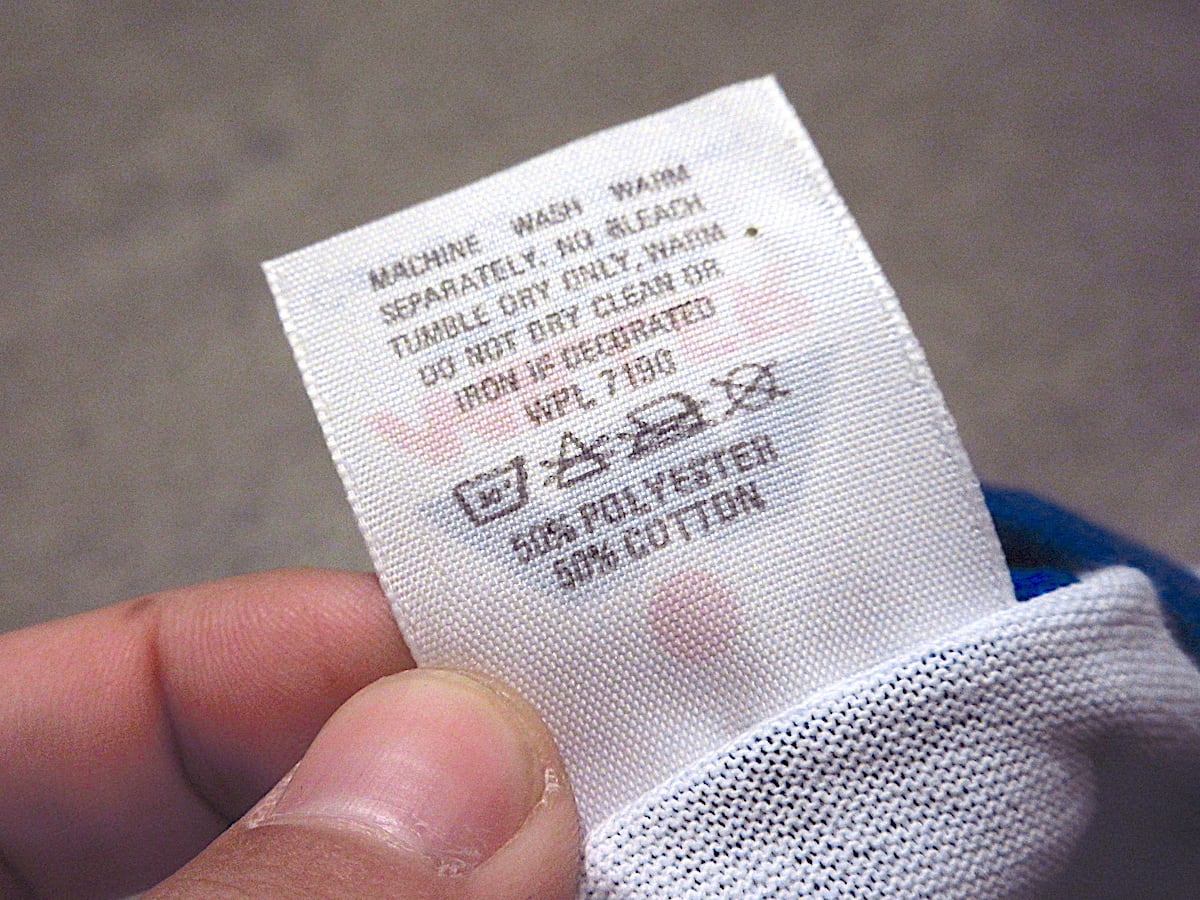 MACHINE WASH WARM
SEPARATELY, NO BLEACH
TUMBLE DRY ONLY, WARM
DO NOT DRY CLEAN OR
IRON IF DECORATED
WPL 7190
30°
50% POLYESTER
50% COTTON